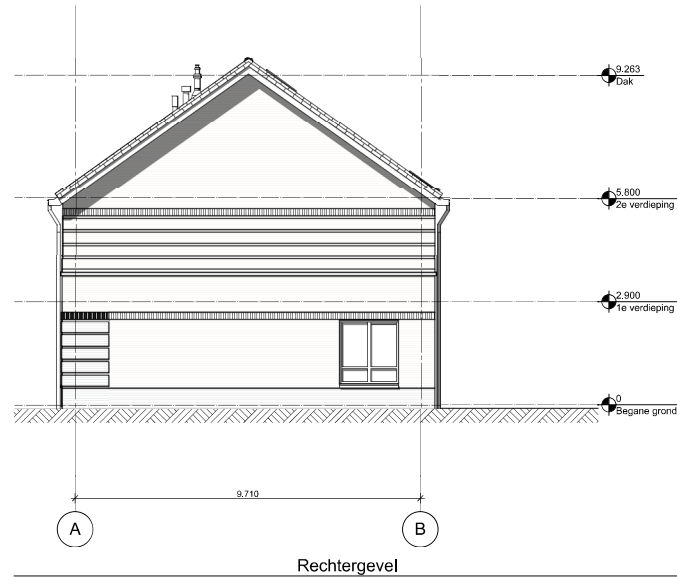 9.263
Dak
5.800
2e verdieping
2.900
1e verdieping
0
Begane grond
9.710
A
B
Rechtergevel